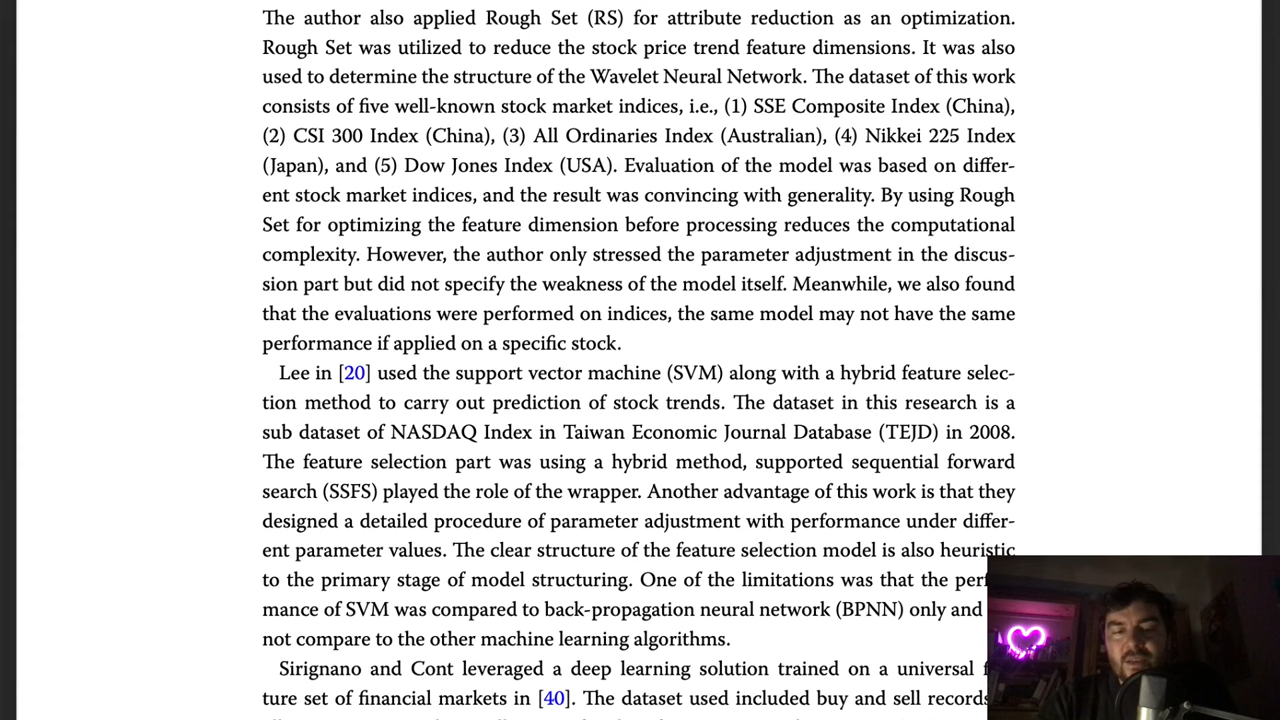 The author also applied Rough Set (RS) for attribute reduction as an optimization.
Rough Set was utilized to reduce the stock price trend feature dimensions. It was also
used to determine the structure of the Wavelet Neural Network. The dataset of this work
consists of five well-known stock market indices, i.e., (1) SSE Composite Index (China),
(2) CSI 300 Index (China), (3) All Ordinaries Index (Australian), (4) Nikkei 225 Index
(Japan), and (5) Dow Jones Index (USA). Evaluation of the model was based on differ-
ent stock market indices, and the result was convincing with generality. By using Rough
Set for optimizing the feature dimension before processing reduces the computational
complexity. However, the author only stressed the parameter adjustment in the discus-
sion part but did not specify the weakness of the model itself. Meanwhile, we also found
that the evaluations were performed on indices, the same model may not have the same
performance if applied on a specific stock.
Lee in [20] used the support vector machine (SVM) along with a hybrid feature selec-
tion method to carry out prediction of stock trends. The dataset in this research is a
sub dataset of NASDAQ Index in Taiwan Economic Journal Database (TEJD) in 2008.
The feature selection part was using a hybrid method, supported sequential forward
search (SSFS) played the role of the wrapper. Another advantage of this work is that they
designed a detailed procedure of parameter adjustment with performance under differ-
ent parameter values. The clear structure of the feature selection model is also heuristic
to the primary stage of model structuring. One of the limitations was that the
mance of SVM was compared to back-propagation neural network (BPNN) only and
not compare to the other machine learning algorithms.
Sirignano and Cont leveraged a deep learning solution trained on a universal
ture set of financial markets in [40]. The dataset used included buy and sell records